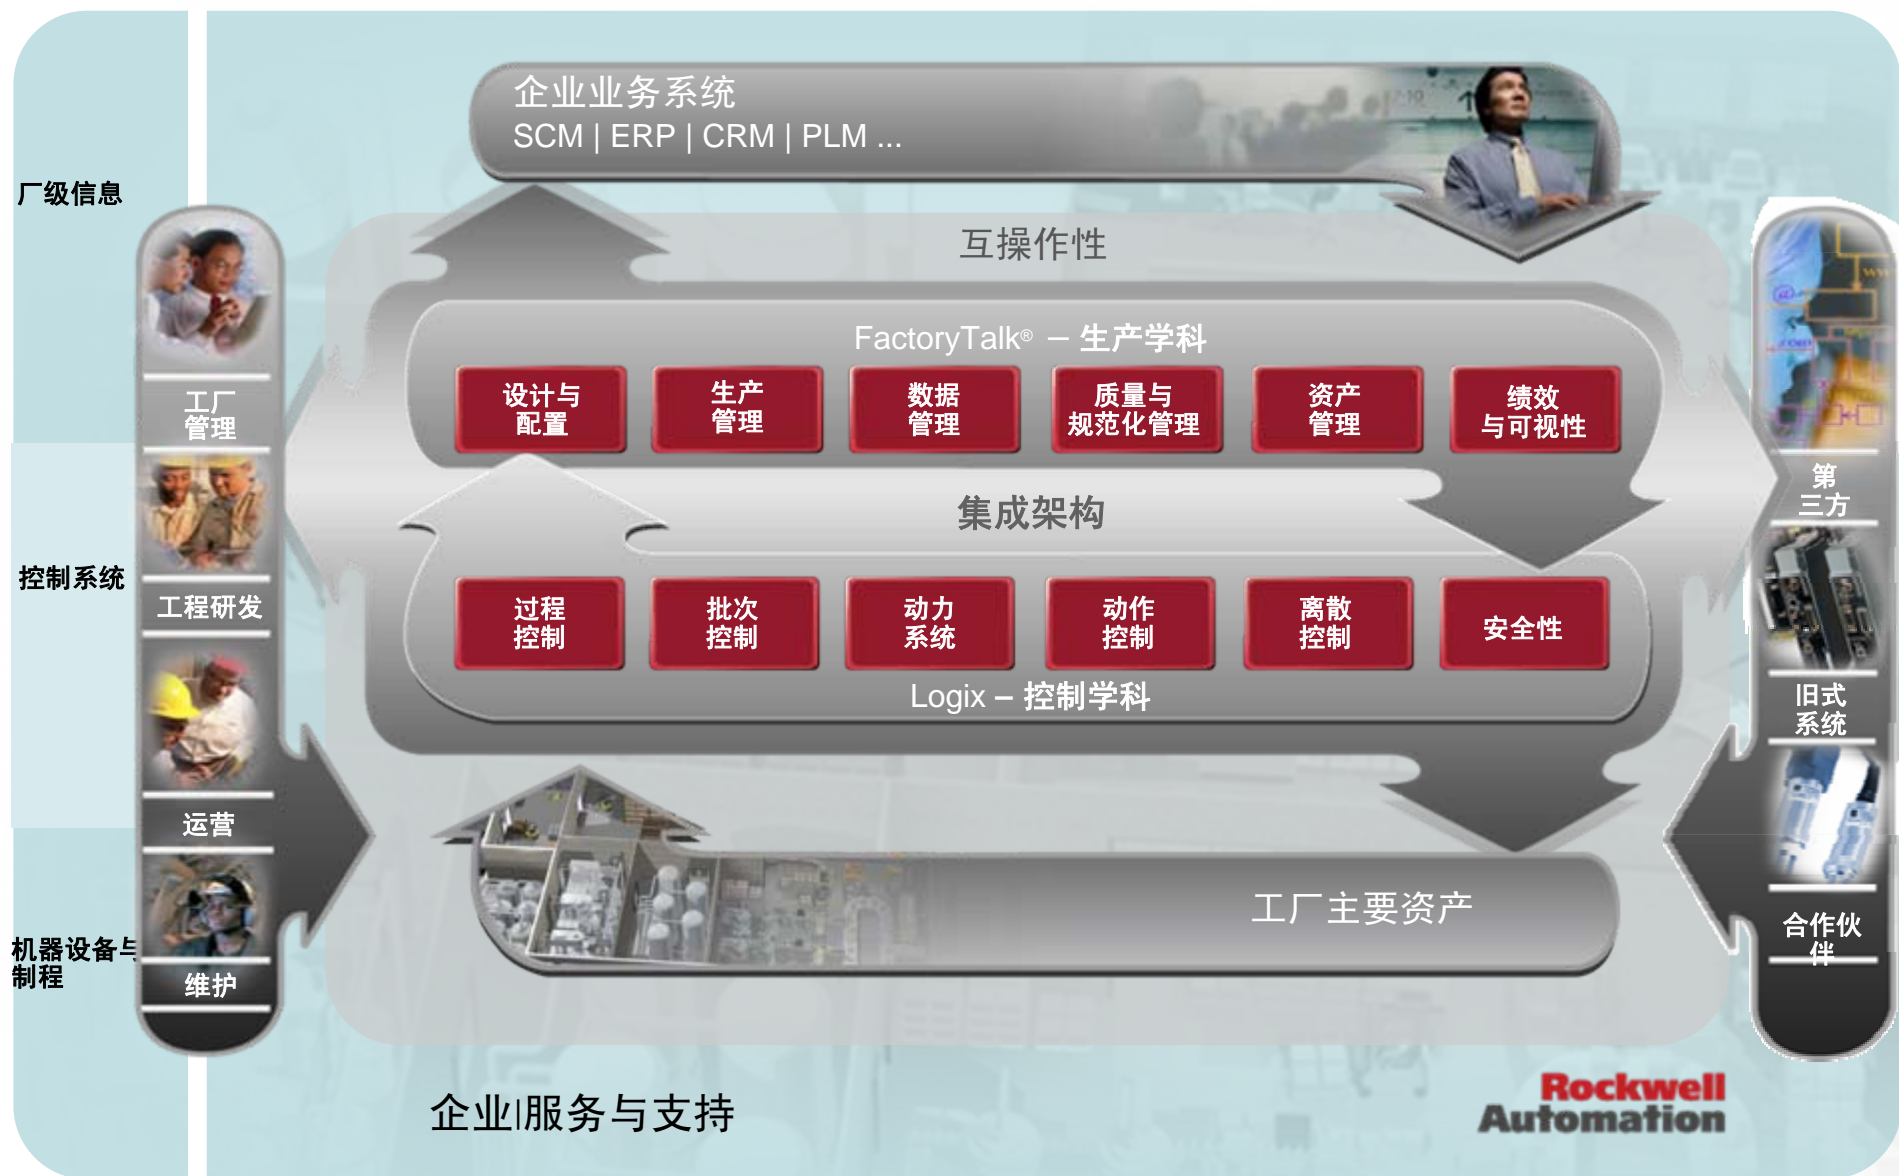 企业业务系统
SCM | ERP | CRM | PLM ...
厂级信息
互操作性
FactoryTalk® – 生产学科
设计与
配置
生产
管理
数据
管理
质量与
规范化管理
资产
管理
绩效
与可视性
集成架构
过程
控制
批次
控制
动力
系统
动作
控制
离散
控制
安全性
Logix – 控制学科
控制系统
机器设备与
制程
工厂
管理
工程研发
运营
维护
第
三方
旧式
系统
合作伙
伴
工厂主要资产
企业|服务与支持
Rockwell
Automation